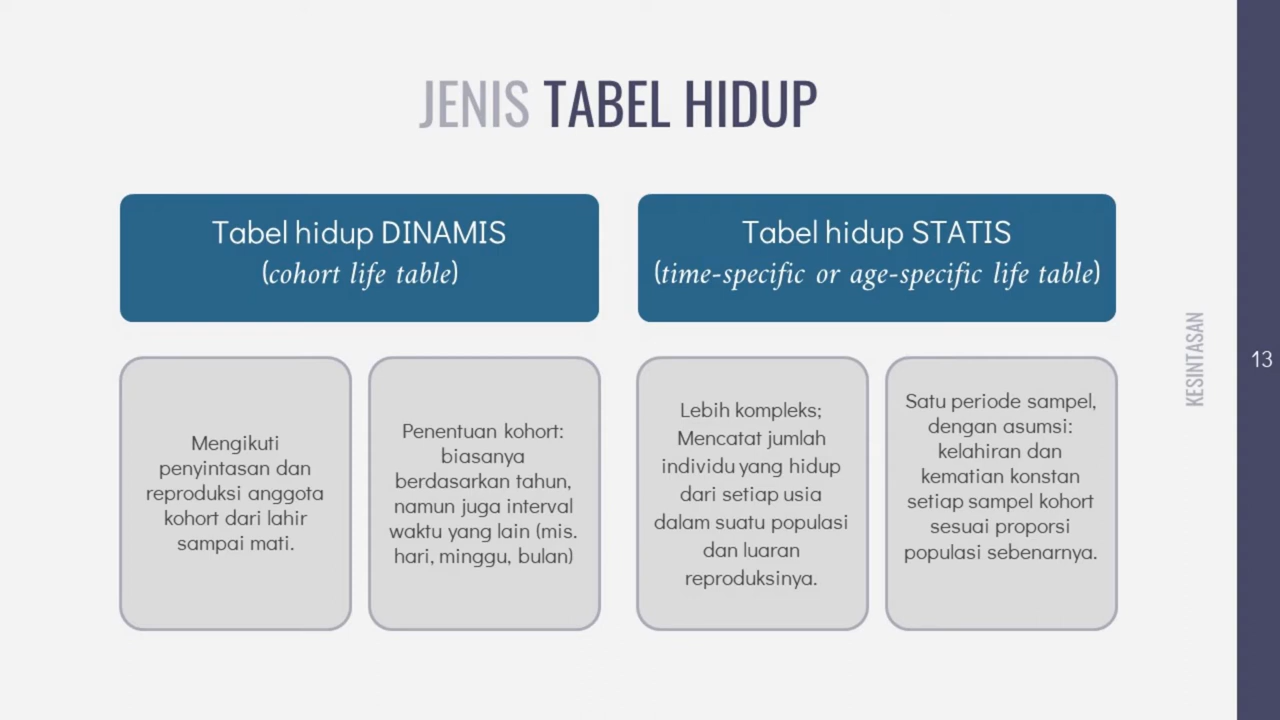 JENIS TABEL HIDUP
Tabel hidup DINAMIS
(cohort life table)
Tabel hidup STATIS
(time-specific or age-specific life table)
Mengikuti
penyintasan dan
reproduksi anggota
kohort dari lahir
sampai mati.
Penentuan kohort:
biasanya
berdasarkan tahun,
namun juga interval
waktu yang lain (mis.
hari, minggu, bulan)
Lebih kompleks;
Mencatat jumlah
individu yang hidup
dari setiap usia
dalam suatu populasi
dan luaran
reproduksinya.
Satu periode sampel,
dengan asumsi:
kelahiran dan
kematian konstan
setiap sampel kohort
sesuai proporsi
populasi sebenarnya.
KESINTASAN
13